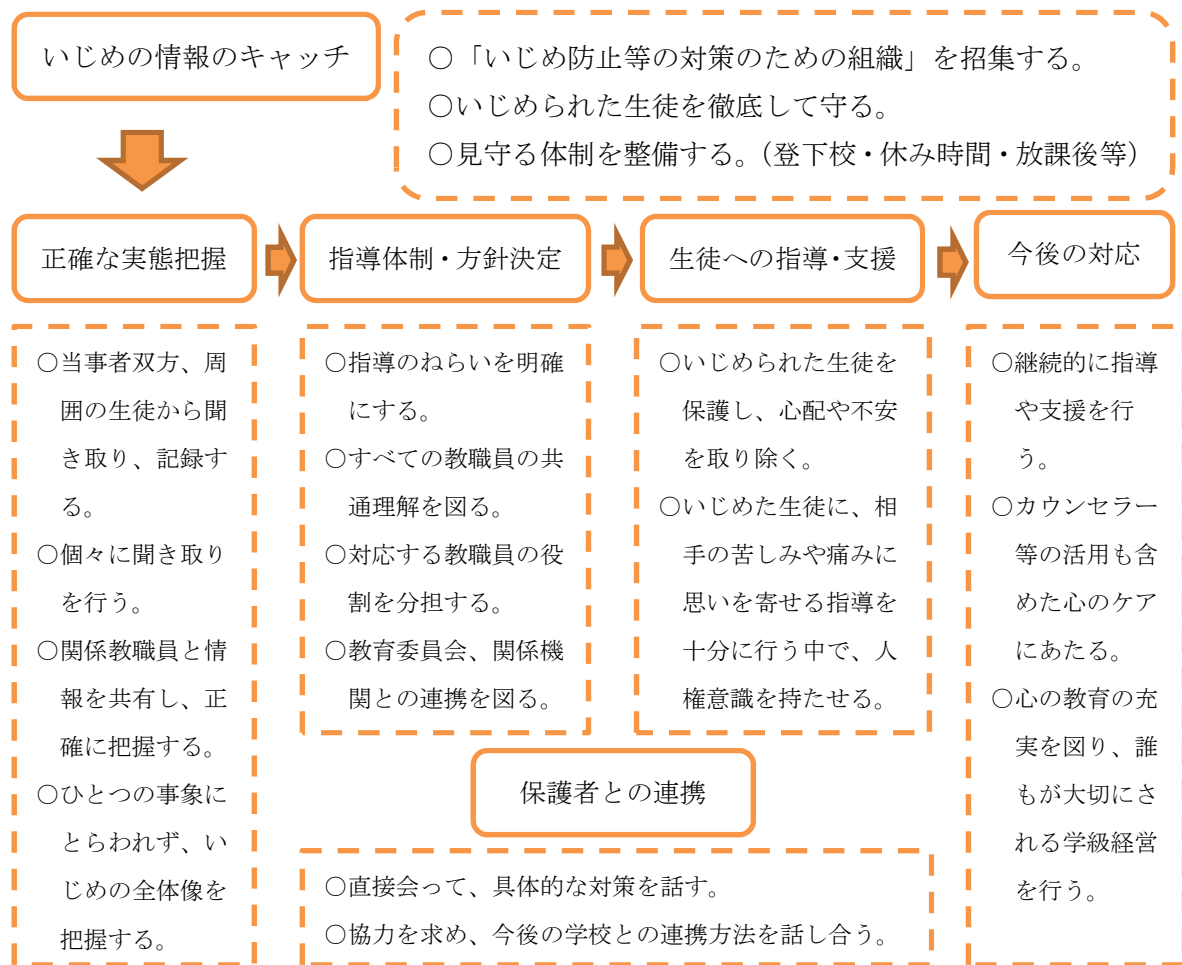 いじめの情報のキャッチ
○「いじめ防止等の対策のための組織」を招集する。
○いじめられた生徒を徹底して守る。
○見守る体制を整備する。（登下校・休み時間・放課後等）
正確な実態把握
○当事者双方、周
囲の生徒から聞
き取り、記録す
る。
○個々に聞き取り
を行う。
○関係教職員と情
報を共有し、正
確に把握する。
○ひとつの事象に
とらわれず、い
じめの全体像を
把握する。
指導体制・方針決定
○指導のねらいを明確
にする。
○すべての教職員の共
通理解を図る。
○対応する教職員の役
割を分担する。
○教育委員会、関係機
関との連携を図る。
生徒への指導・支援
○いじめられた生徒を
保護し、心配や不安
を取り除く。
○いじめた生徒に、相
手の苦しみや痛みに
思いを寄せる指導を
十分に行う中で、人
権意識を持たせる。
保護者との連携
○直接会って、具体的な対策を話す。
○協力を求め、今後の学校との連携方法を話し合う。
今後の対応
○継続的に指導
や支援を行
う。
○カウンセラー
等の活用も含
めた心のケア
にあたる。
○心の教育の充
実を図り、誰
もが大切にさ
れる学級経営
を行う。